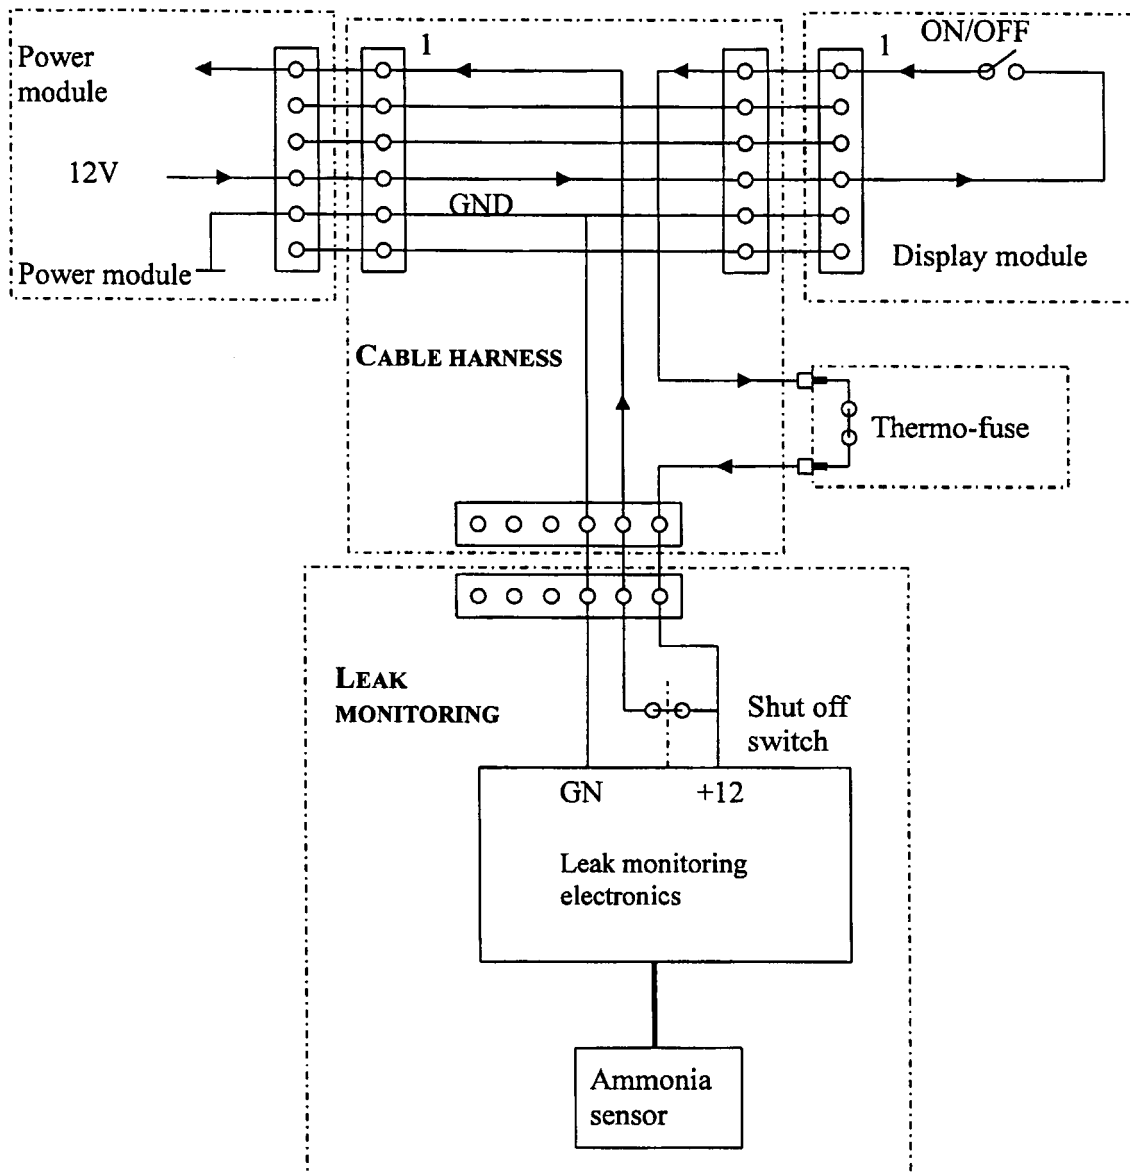 Power
module
1
1
ON/OFF
12V
GND
Power module
Display module
CABLE HARNESS
Thermo-fuse
LEAK
MONITORING
Shut off
switch
GN
+12
Leak monitoring
electronics
Ammonia
sensor